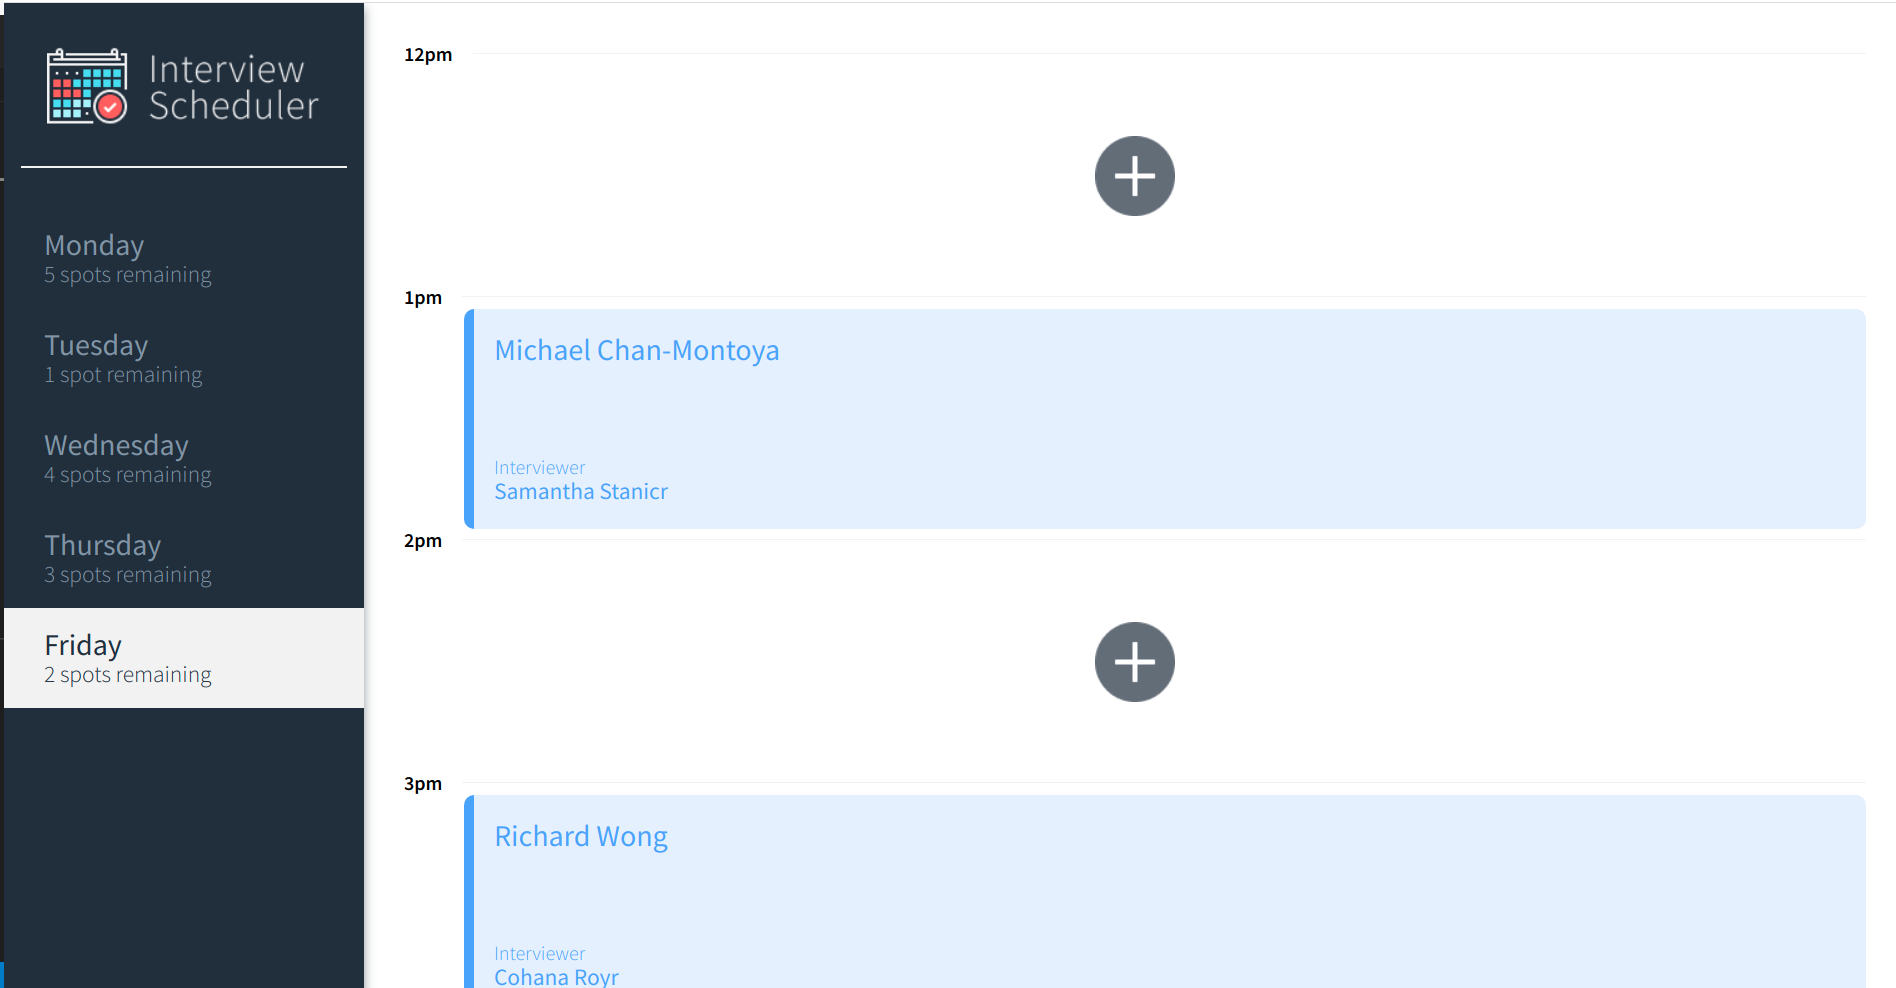 Interview
Scheduler
Monday
5 spots remaining
Tuesday
1 spot remaining
Wednesday
4 spots remaining
Thursday
3 spots remaining
Friday
2 spots remaining
12pm
1pm
Michael Chan-Montoya
Interviewer
Samantha Stanicr
2pm
3pm
Richard Wong
Interviewer
Cohana Royr